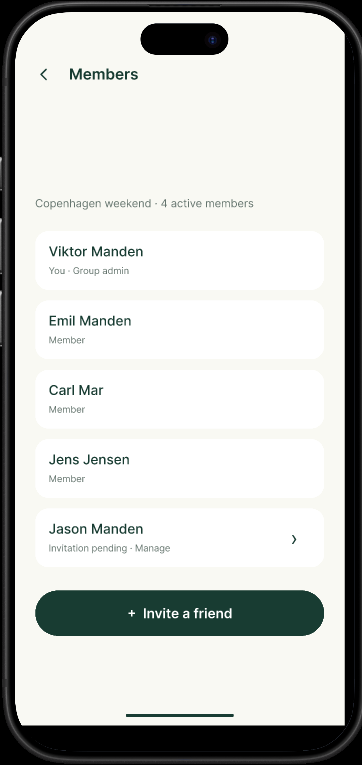 Members
Copenhagen weekend · 4 active members
Viktor Manden
You · Group admin
Emil Manden
Member
Carl Mar
Member
Jens Jensen
Member
Jason Manden
Invitation pending · Manage
+ Invite a friend